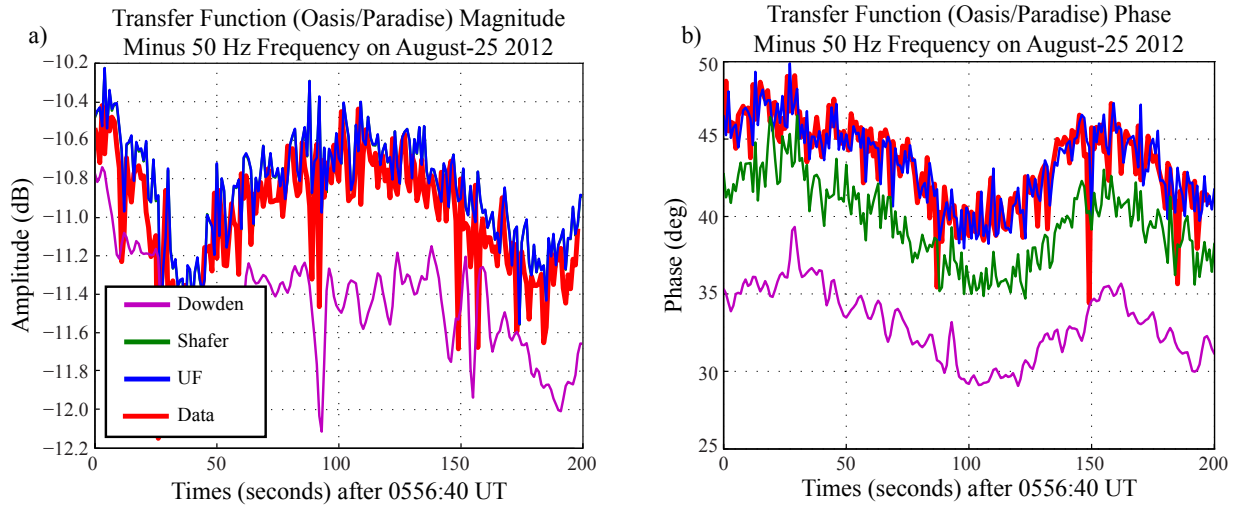 Transfer Function (Oasis/Paradise) Magnitude
Minus 50 Hz Frequency on August-25 2012
a)
−10.2
−10.4
−10.6
−10.8
−11.0
−11.2
−11.4
−11.6
−11.8
−12.0
−12.2
Amplitude (dB)
Dowden
Shafer
UF
Data
0 50 100 150 200
Times (seconds) after 0556:40 UT
Transfer Function (Oasis/Paradise) Phase
Minus 50 Hz Frequency on August-25 2012
b)
50
45
40
35
30
25
Phase (deg)
0 50 100 150 200
Times (seconds) after 0556:40 UT